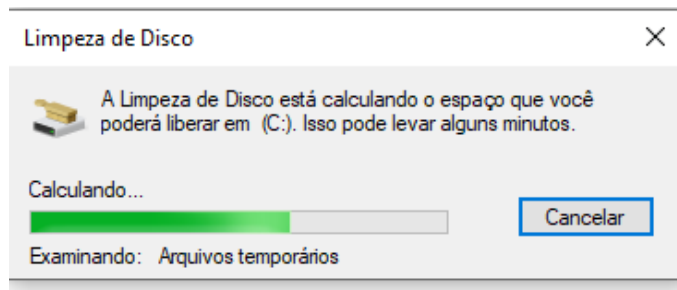 Limpeza de Disco
A Limpeza de Disco está calculando o espaço que você
poderá liberar em (C:). Isso pode levar alguns minutos.
Calculando...
Cancelar
Examinando: Arquivos temporários